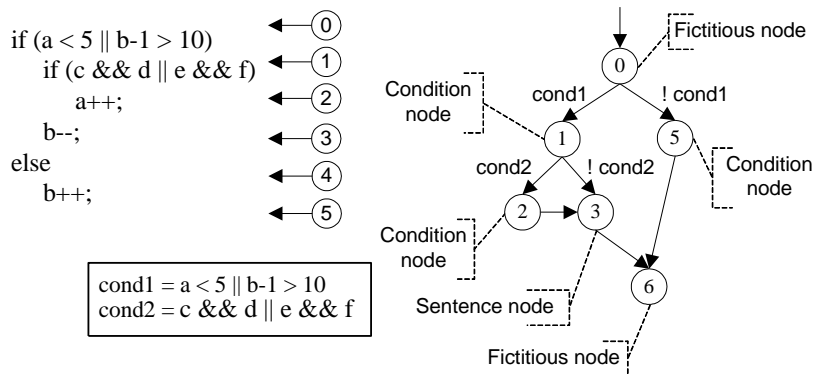 if (a < 5 || b-1 > 10)
if (c && d || e && f)
a++;
b--;
else
b++;
0
1
2
3
4
5
cond1 = a < 5 || b-1 > 10
cond2 = c && d || e && f
Fictitious node
0
Condition
node
cond1
! cond1
1
5
cond2
! cond2
Condition
node
2
3
Condition
node
6
Sentence node
Fictitious node